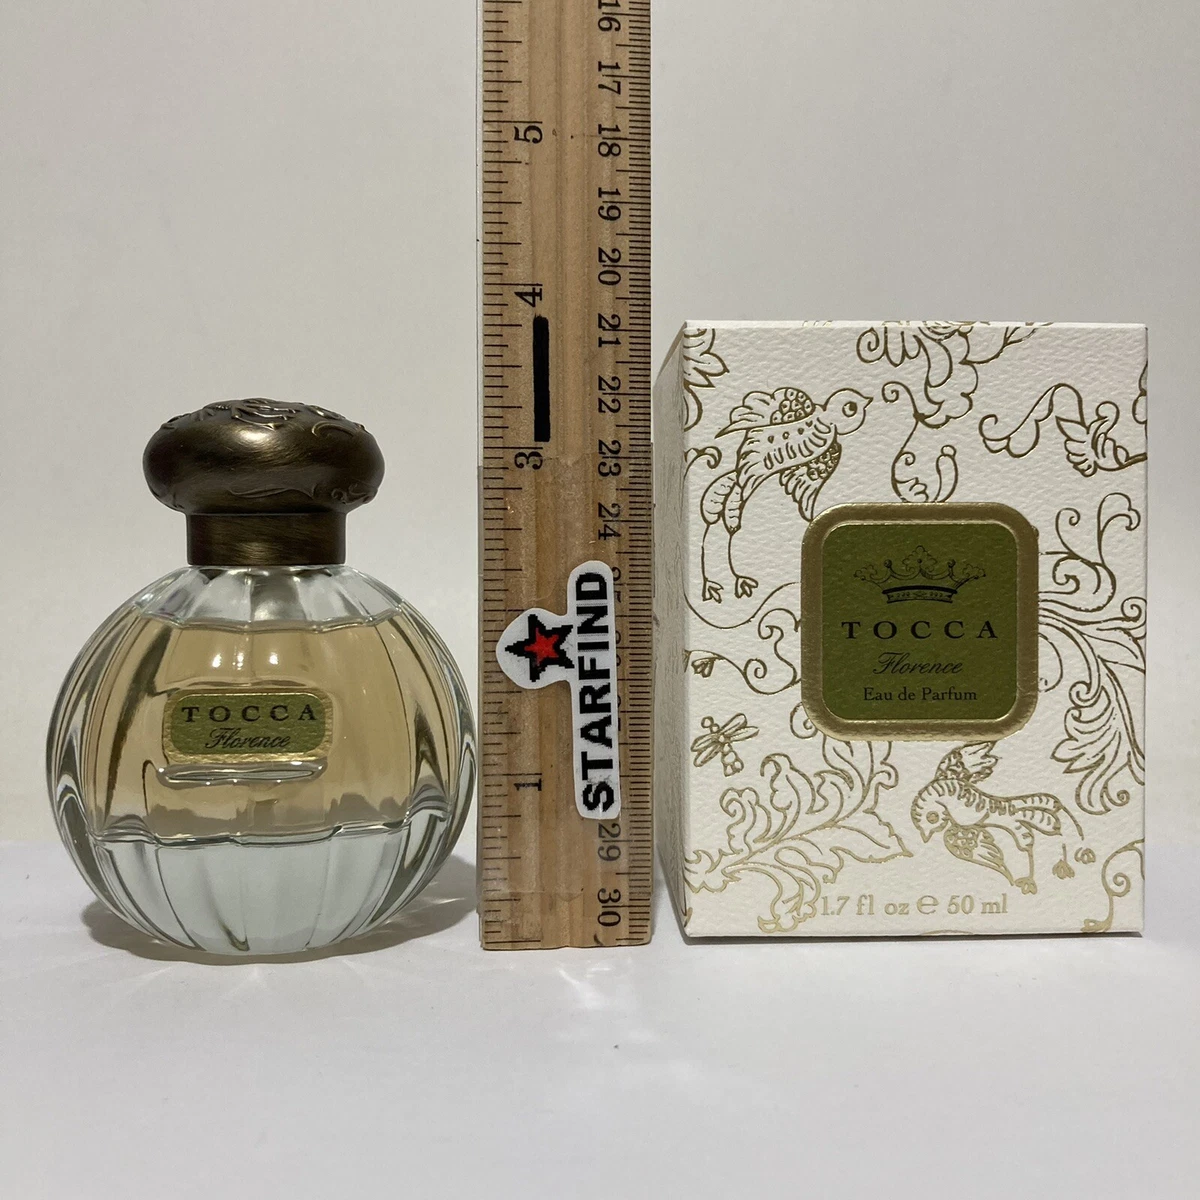 TOCCA
Florence
5
4
3
1
16
17
18
19
20
21
22
23
24
29
30
STARFIND
TOCCA
Florence
Eau de Parfum
1.7 fl oz ℮ 50 ml